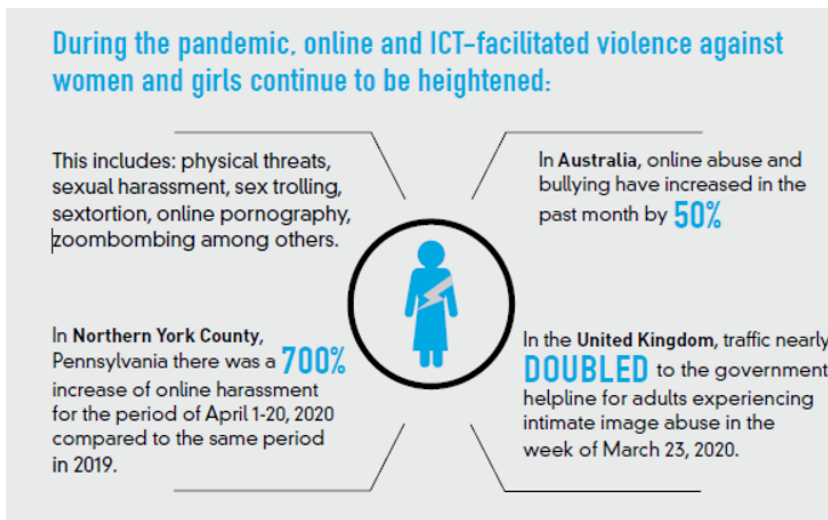 During the pandemic, online and ICT-facilitated violence against
women and girls continue to be heightened:
This includes: physical threats,
sexual harassment, sex trolling,
sextortion, online pornography,
zoombombing among others.
In Australia, online abuse and
bullying have increased in the
past month by 50%
In Northern York County,
Pennsylvania there was a 700%
increase of online harassment
for the period of April 1-20, 2020
compared to the same period
in 2019.
In the United Kingdom, traffic nearly
DOUBLED to the government
helpline for adults experiencing
intimate image abuse in the
week of March 23, 2020.